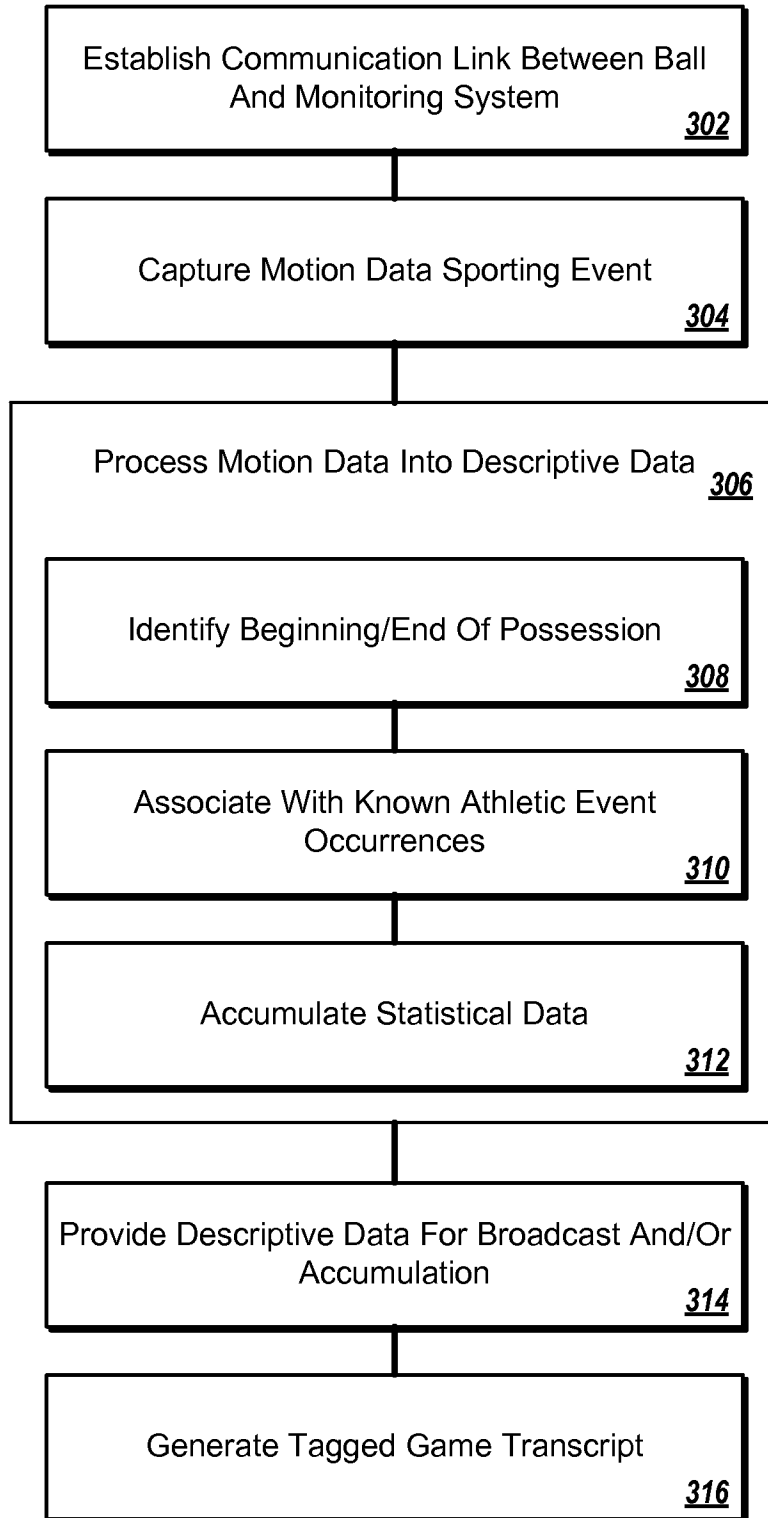 Establish Communication Link Between Ball
And Monitoring System
302
Capture Motion Data Sporting Event
304
Process Motion Data Into Descriptive Data
306
Identify Beginning/End Of Possession
308
Associate With Known Athletic Event
Occurrences
310
Accumulate Statistical Data
312
Provide Descriptive Data For Broadcast And/Or
Accumulation
314
Generate Tagged Game Transcript
316